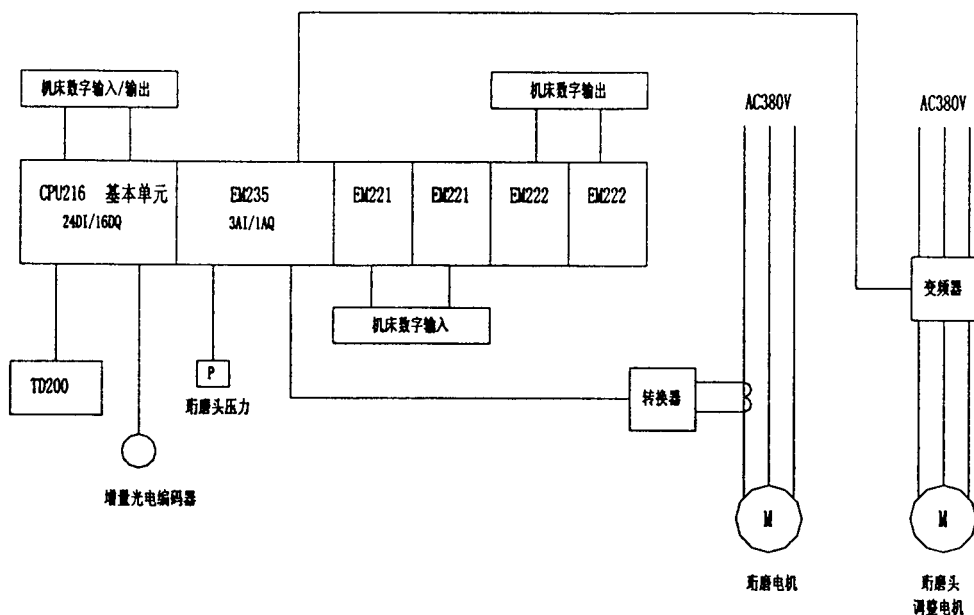 机床数字输入/输出
机床数字输出
AC380V
AC380V
CPU216 基本单元
24DI/16DQ
EM235
3AI/1AQ
EM221
EM221
EM222
EM222
变频器
机床数字输入
TD200
P
珩磨头压力
转换器
增量光电编码器
M
M
珩磨电机
珩磨头
调整电机